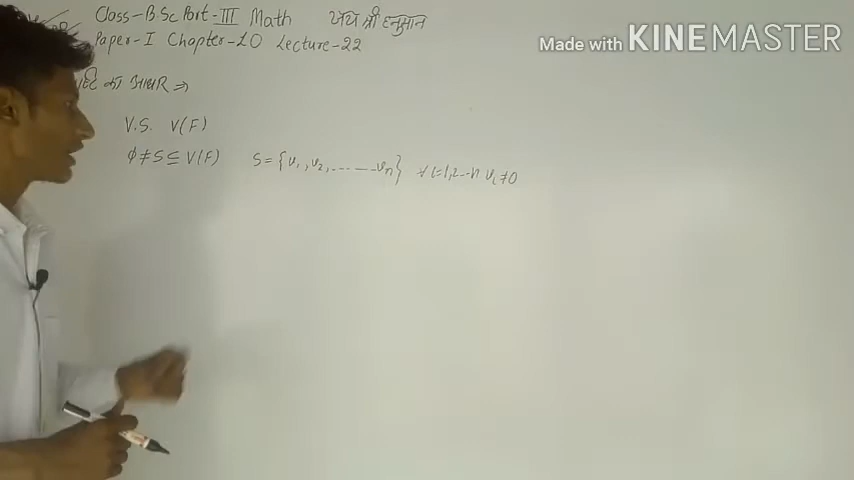 Class-B.Sc Part-III Math जय श्री हनुमान
Paper-I Chapter-10 Lecture-22
Made with KINEMASTER
का आधार ⇒
V.S. V(F)
ϕ≠S⊆V(F) S={v₁,v₂,......vₙ} ∀ i=1,2...n vᵢ≠0